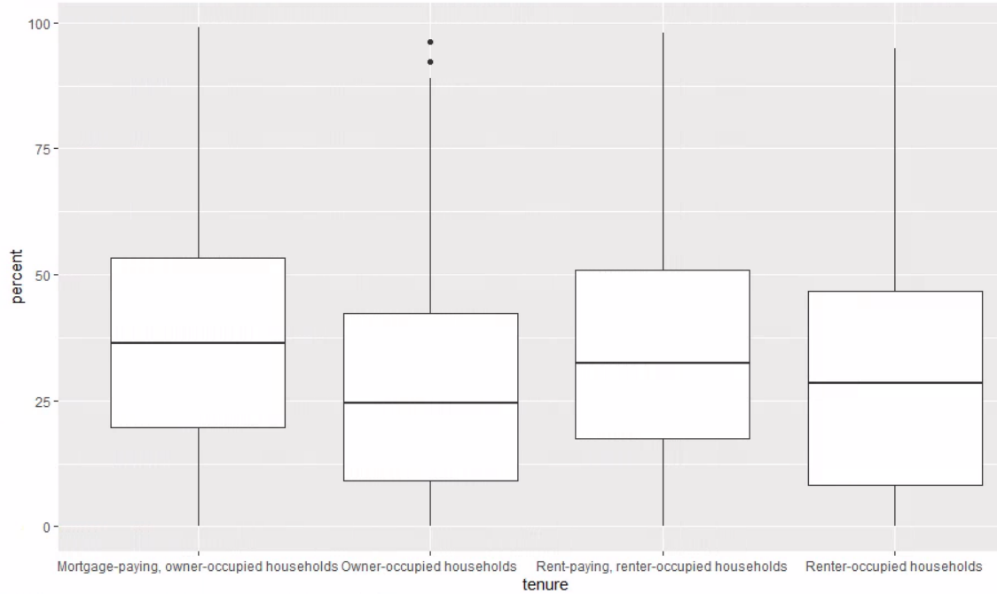 100
75
50
25
0
percent
Mortgage-paying, owner-occupied households Owner-occupied households Rent-paying, renter-occupied households Renter-occupied households
tenure